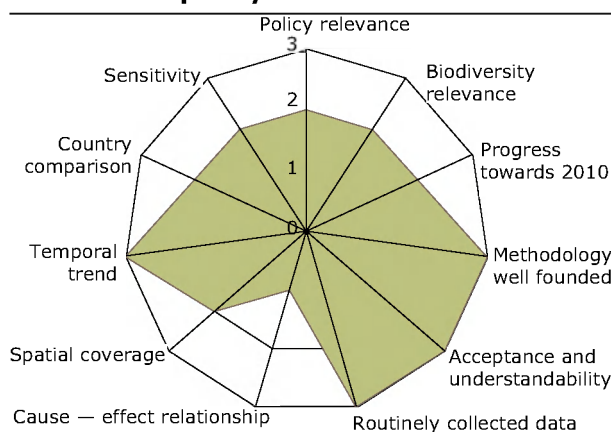 Policy relevance
3
Sensitivity
Biodiversity
relevance
2
Country
comparison
Progress
towards 2010
1
0
Temporal
trend
Methodology
well founded
Spatial coverage
Acceptance and
understandability
Cause — effect relationship
Routinely collected data